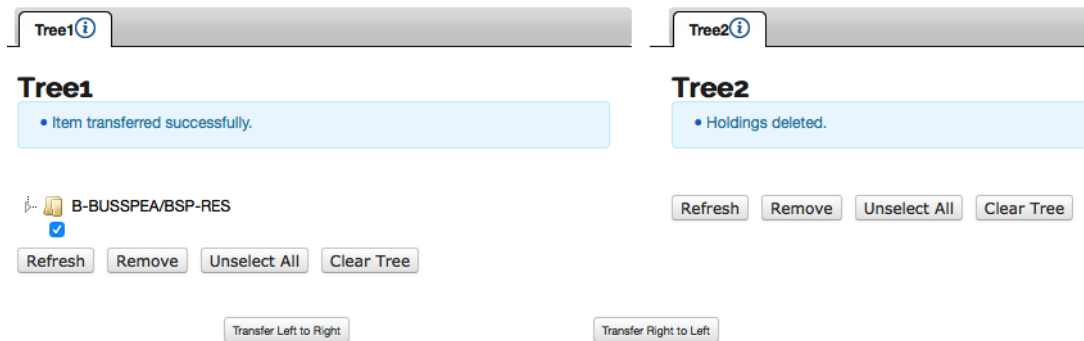 Tree1
Tree1
• Item transferred successfully.
B-BUSSPEA/BSP-RES
Refresh Remove Unselect All Clear Tree
Transfer Left to Right
Tree2
Tree2
• Holdings deleted.
Refresh Remove Unselect All Clear Tree
Transfer Right to Left